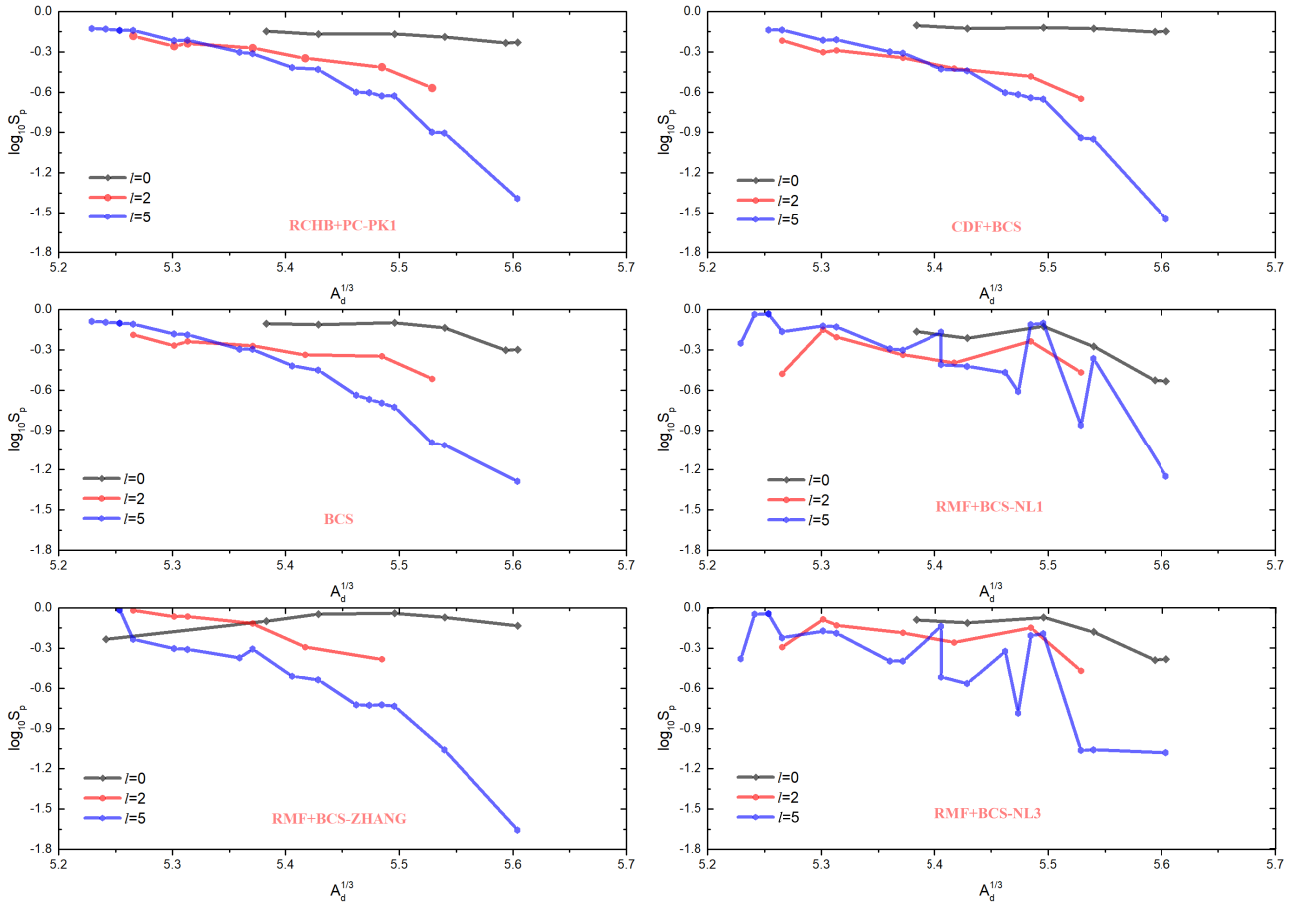 0.0
-0.3
-0.6
-0.9
-1.2
-1.5
-1.8
log10Sp
l=0
l=2
l=5
RCHB+PC-PK1
5.2 5.3 5.4 5.5 5.6 5.7
Ad1/3
0.0
-0.3
-0.6
-0.9
-1.2
-1.5
-1.8
log10Sp
l=0
l=2
l=5
CDF+BCS
5.2 5.3 5.4 5.5 5.6 5.7
Ad1/3
0.0
-0.3
-0.6
-0.9
-1.2
-1.5
-1.8
log10Sp
l=0
l=2
l=5
BCS
5.2 5.3 5.4 5.5 5.6 5.7
Ad1/3
0.0
-0.3
-0.6
-0.9
-1.2
-1.5
-1.8
log10Sp
l=0
l=2
l=5
RMF+BCS-NL1
5.2 5.3 5.4 5.5 5.6 5.7
Ad1/3
0.0
-0.3
-0.6
-0.9
-1.2
-1.5
-1.8
log10Sp
l=0
l=2
l=5
RMF+BCS-ZHANG
5.2 5.3 5.4 5.5 5.6 5.7
Ad1/3
0.0
-0.3
-0.6
-0.9
-1.2
-1.5
-1.8
log10Sp
l=0
l=2
l=5
RMF+BCS-NL3
5.2 5.3 5.4 5.5 5.6 5.7
Ad1/3